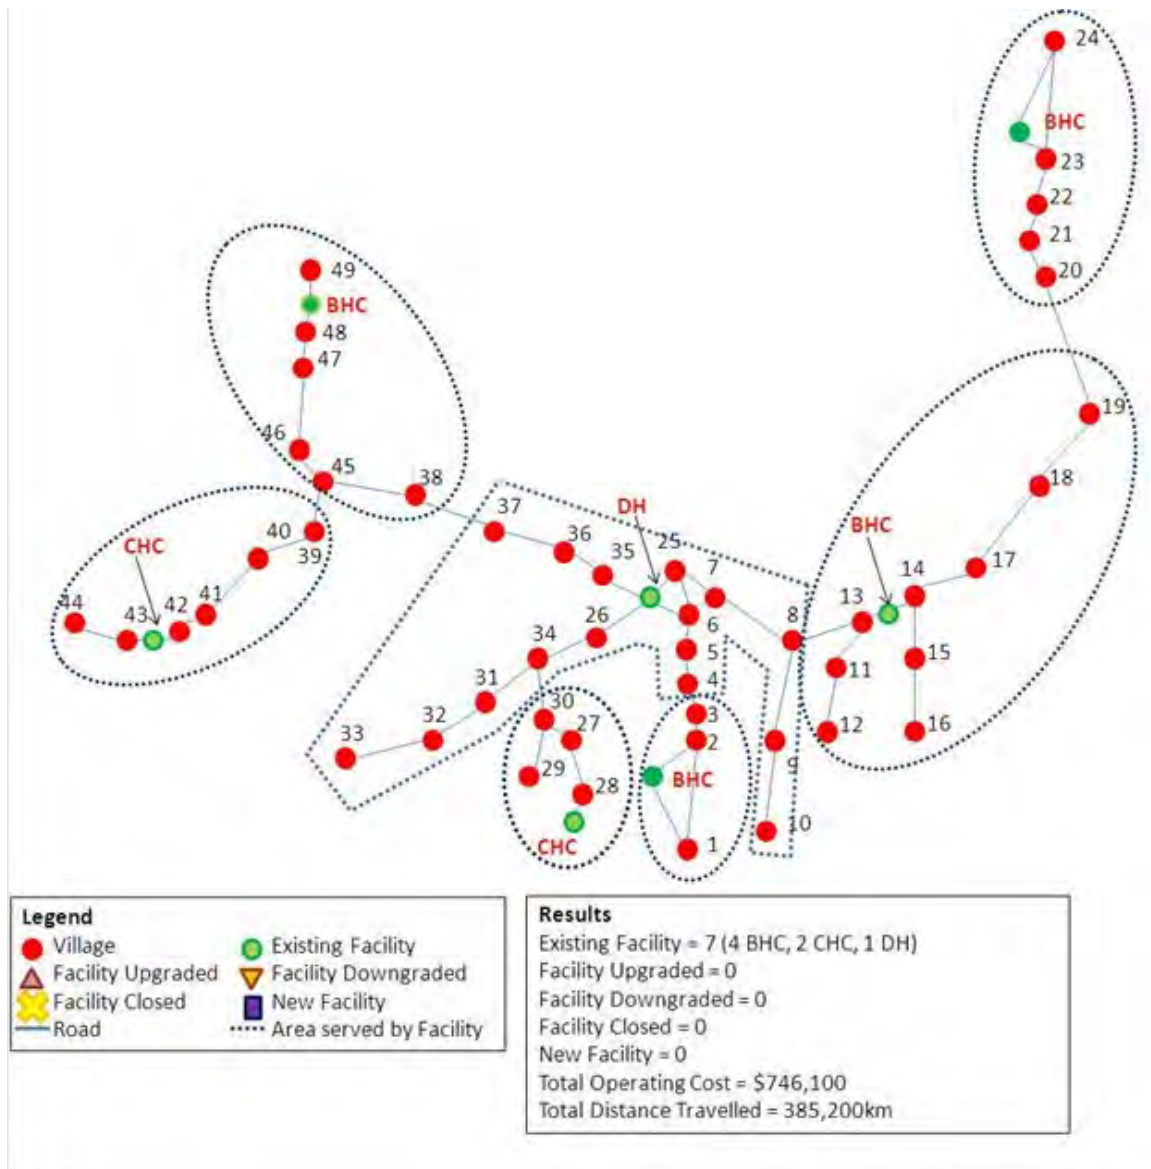 24
BHC
23
22
21
20
49
BHC
48
47
19
46
45
38
18
37
DH
36
25
BHC
40
39
35
7
14
17
CHC
41
13
44
43
42
26
6
8
34
5
15
11
31
4
30
3
16
12
33
32
27
2
9
29
BHC
28
10
CHC
1
Legend
Village
Existing Facility
Facility Upgraded
Facility Downgraded
Facility Closed
New Facility
Road
Area served by Facility
Results
Existing Facility = 7 (4 BHC, 2 CHC, 1 DH)
Facility Upgraded = 0
Facility Downgraded = 0
Facility Closed = 0
New Facility = 0
Total Operating Cost = $746,100
Total Distance Travelled = 385,200km